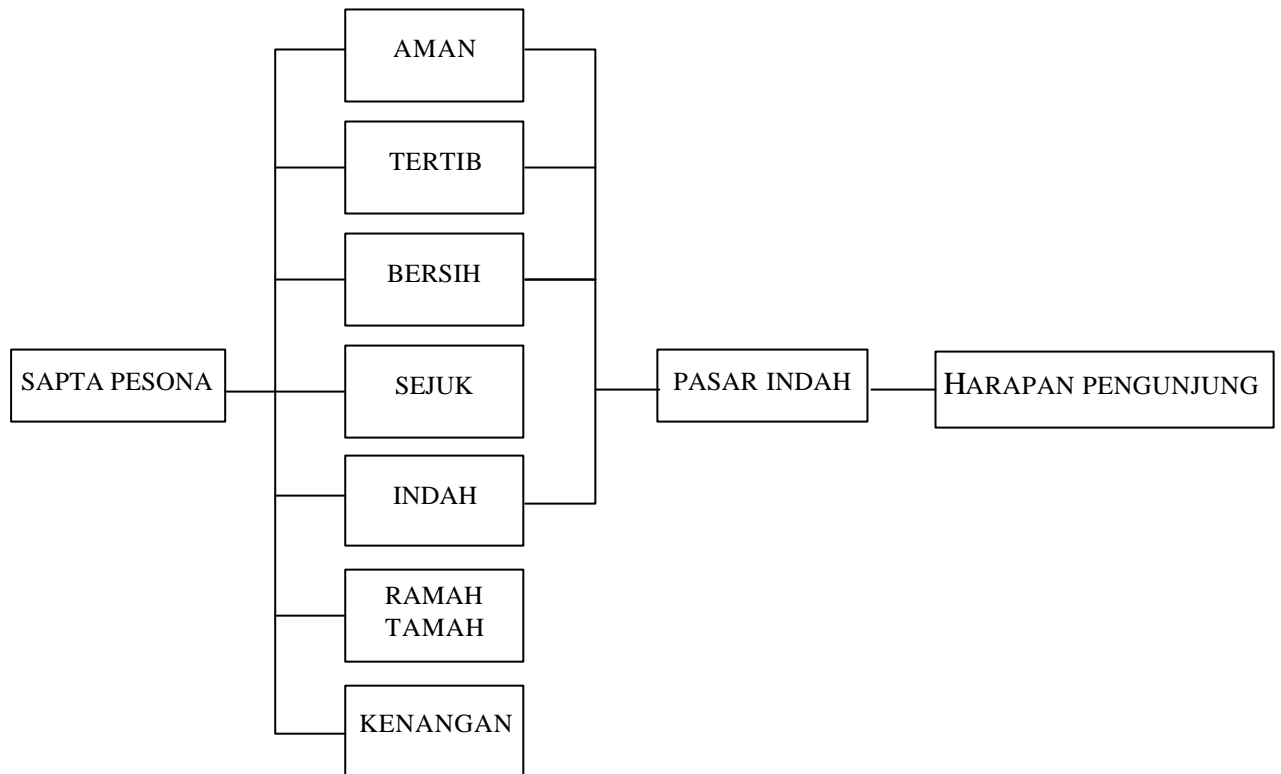 AMAN
TERTIB
BERSIH
SAPTA PESONA
SEJUK
PASAR INDAH
HARAPAN PENGUNJUNG
INDAH
RAMAH
TAMAH
KENANGAN